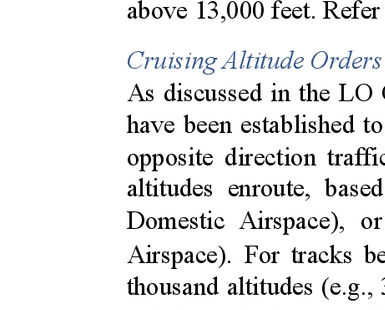 above 13,000 feet. Refer
Cruising Altitude Orders
As discussed in the LO
have been established to
opposite direction traffic
altitudes enroute, based
Domestic Airspace), or
Airspace). For tracks be
thousand altitudes (e.g.,